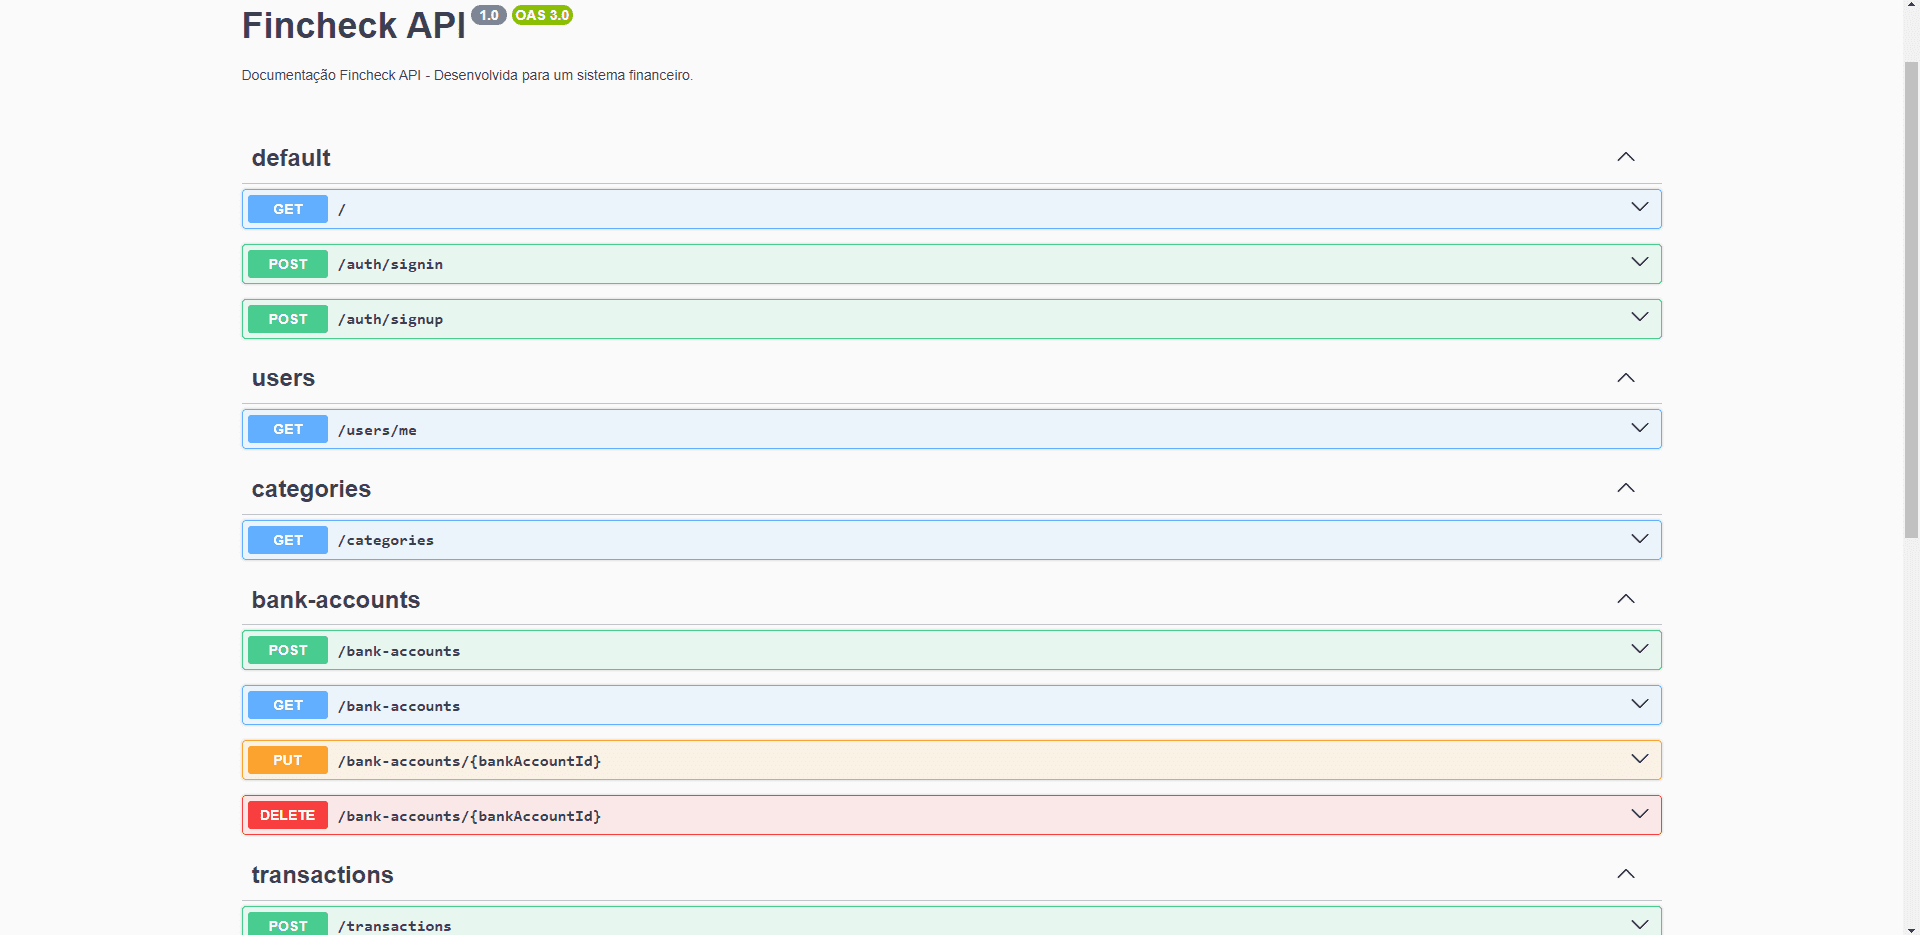 Fincheck API 1.0 OAS 3.0
Documentação Fincheck API - Desenvolvida para um sistema financeiro.
default
GET /
POST /auth/signin
POST /auth/signup
users
GET /users/me
categories
GET /categories
bank-accounts
POST /bank-accounts
GET /bank-accounts
PUT /bank-accounts/{bankAccountId}
DELETE /bank-accounts/{bankAccountId}
transactions
POST /transactions